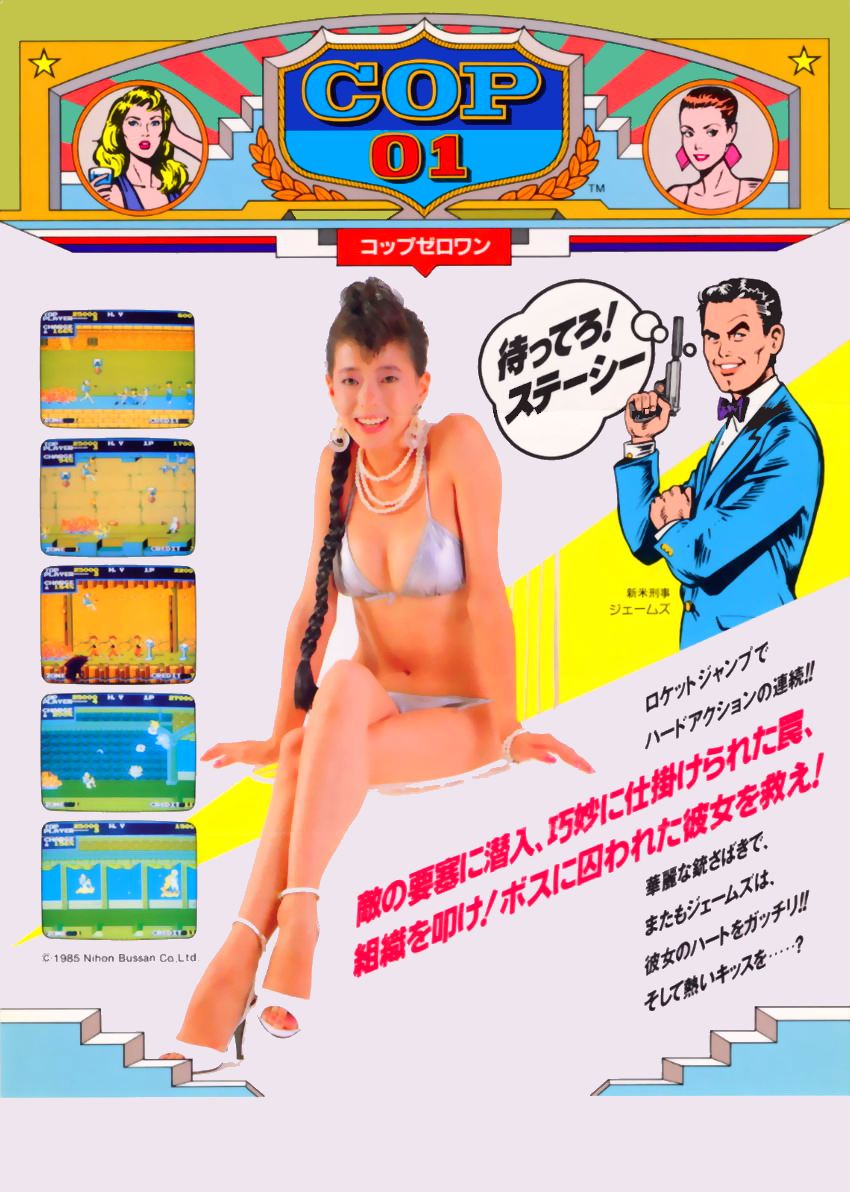 COP
01
TM
コップゼロワン
待ってろ!
ステーシー
新米刑事
ジェームズ
ロケットジャンプで
ハードアクションの連続!!
敵の要塞に潜入、巧妙に仕掛けられた罠、
組織を叩け!ボスに囚われた彼女を救え!
華麗な銃さばきで、
またもジェームズは、
彼女のハートをガッチリ!!
そして熱いキッスを……?
© 1985 Nihon Bussan Co.,Ltd.